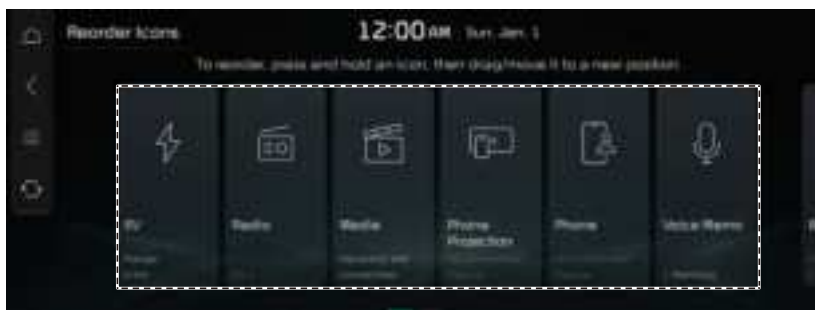 Reorder Icons
12:00 AM Sun, Jan. 1
To reorder, press and hold an icon, then drag/move it to a new position.
EV
Radio
Media
Phone
Projection
Phone
Voice Memo